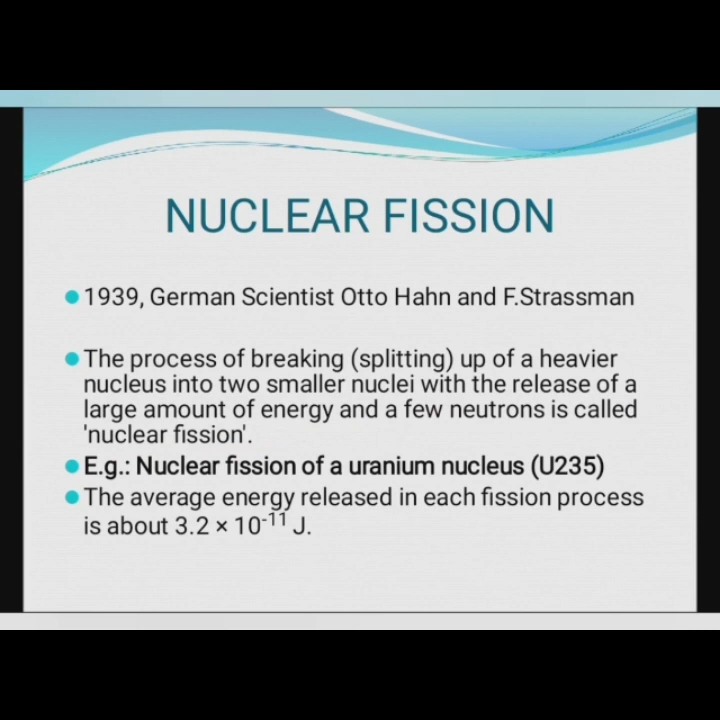 NUCLEAR FISSION
1939, German Scientist Otto Hahn and F.Strassman
The process of breaking (splitting) up of a heavier
nucleus into two smaller nuclei with the release of a
large amount of energy and a few neutrons is called
'nuclear fission'.
E.g.: Nuclear fission of a uranium nucleus (U235)
The average energy released in each fission process
is about 3.2 × 10⁻¹¹ J.